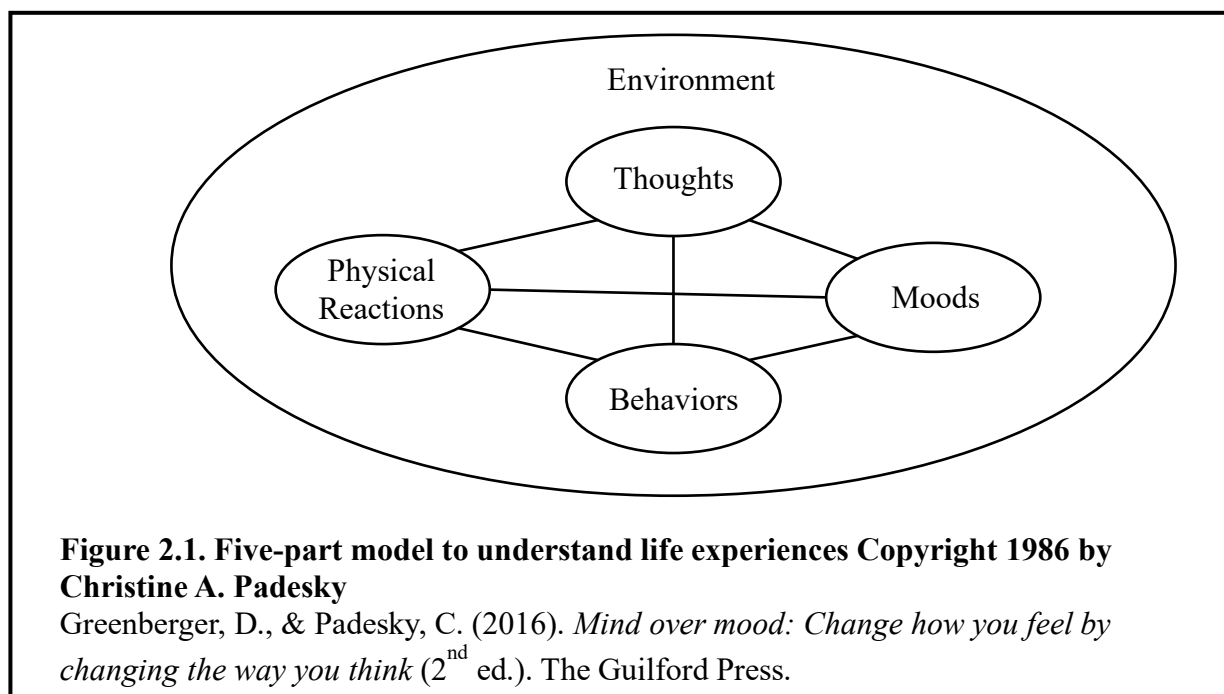 Environment
Thoughts
Physical
Reactions
Moods
Behaviors
Figure 2.1. Five-part model to understand life experiences Copyright 1986 by
Christine A. Padesky
Greenberger, D., & Padesky, C. (2016). Mind over mood: Change how you feel by
changing the way you think (2nd ed.). The Guilford Press.